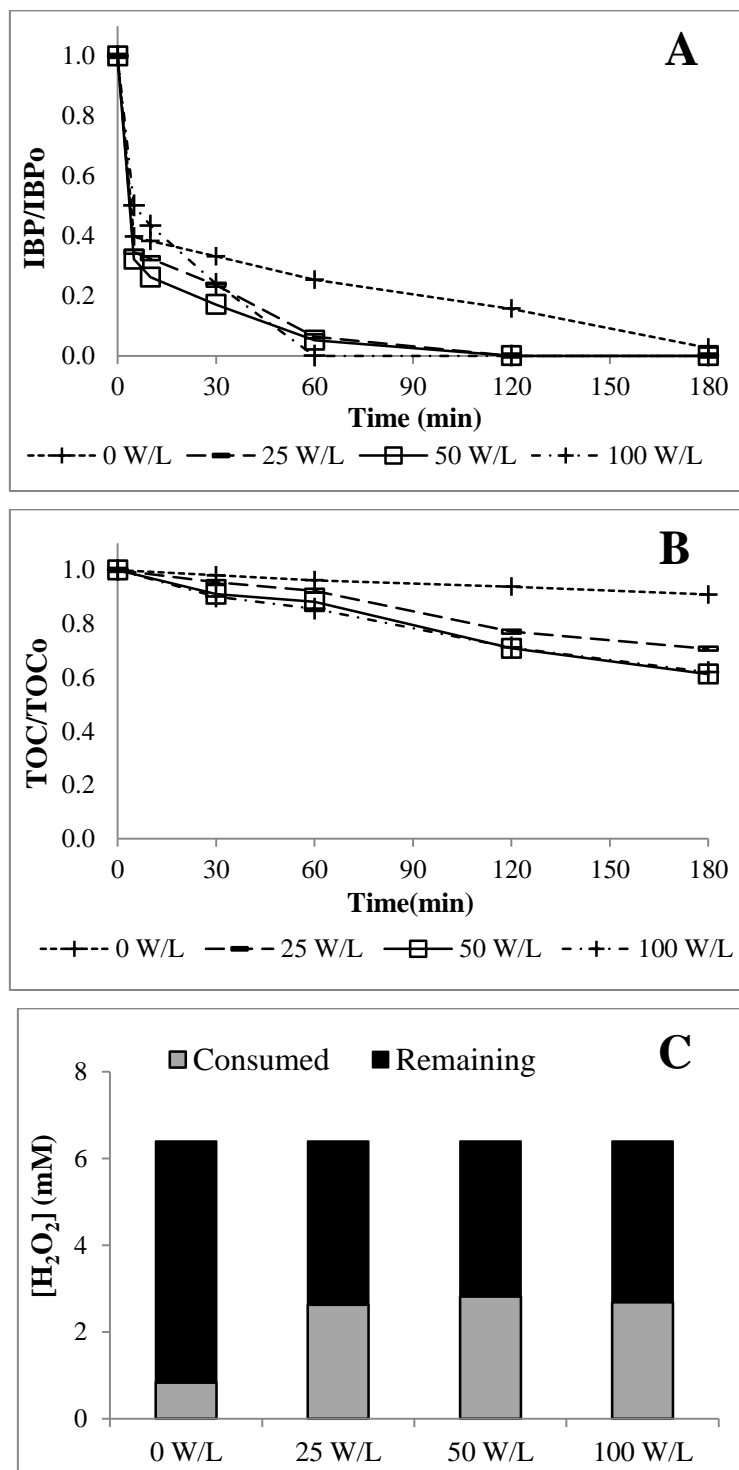 A
1.0
0.8
0.6
0.4
0.2
0.0
IBP/IBPo
0 30 60 90 120 150 180
Time (min)
0 W/L 25 W/L 50 W/L 100 W/L
B
1.0
0.8
0.6
0.4
0.2
0.0
TOC/TOCo
0 30 60 90 120 150 180
Time(min)
0 W/L 25 W/L 50 W/L 100 W/L
Consumed Remaining
C
8
6
4
2
0
[H₂O₂] (mM)
0 W/L 25 W/L 50 W/L 100 W/L